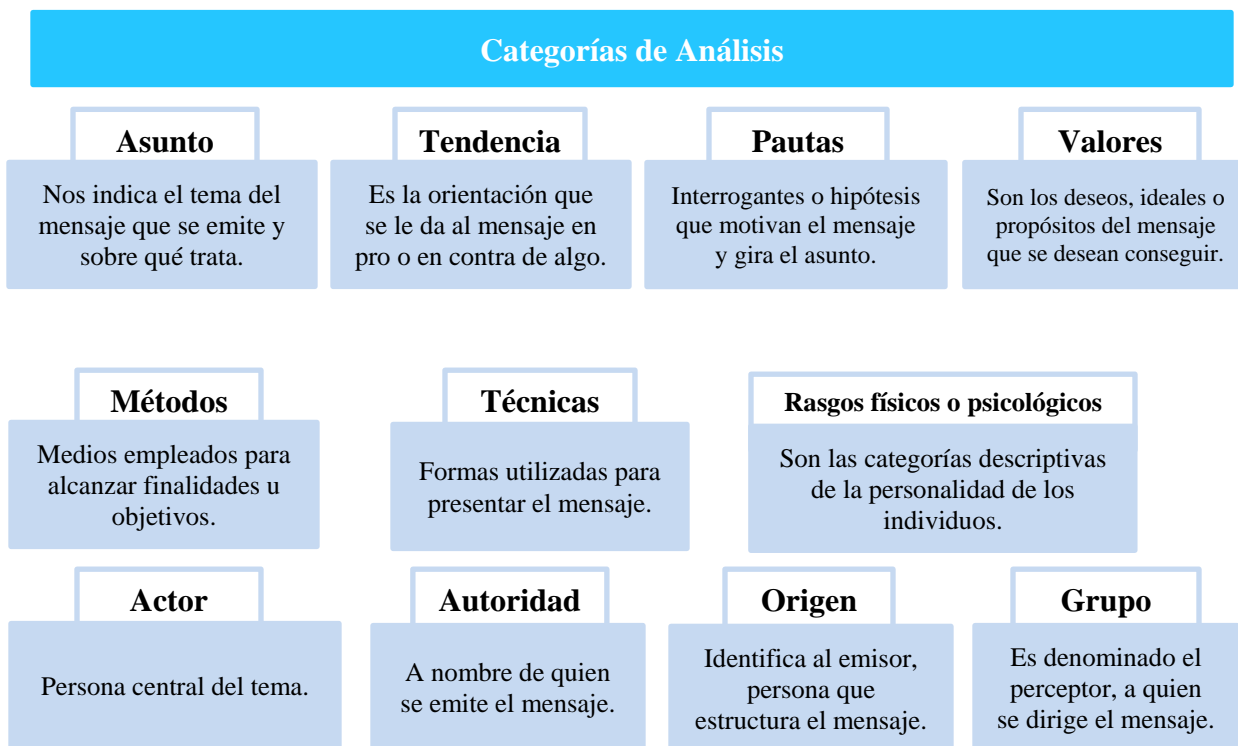 Categorías de Análisis
Asunto
Nos indica el tema del
mensaje que se emite y
sobre qué trata.
Tendencia
Es la orientación que
se le da al mensaje en
pro o en contra de algo.
Pautas
Interrogantes o hipótesis
que motivan el mensaje
y gira el asunto.
Valores
Son los deseos, ideales o
propósitos del mensaje
que se desean conseguir.
Métodos
Medios empleados para
alcanzar finalidades u
objetivos.
Técnicas
Formas utilizadas para
presentar el mensaje.
Rasgos físicos o psicológicos
Son las categorías descriptivas
de la personalidad de los
individuos.
Actor
Persona central del tema.
Autoridad
A nombre de quien
se emite el mensaje.
Origen
Identifica al emisor,
persona que
estructura el mensaje.
Grupo
Es denominado el
perceptor, a quien
se dirige el mensaje.